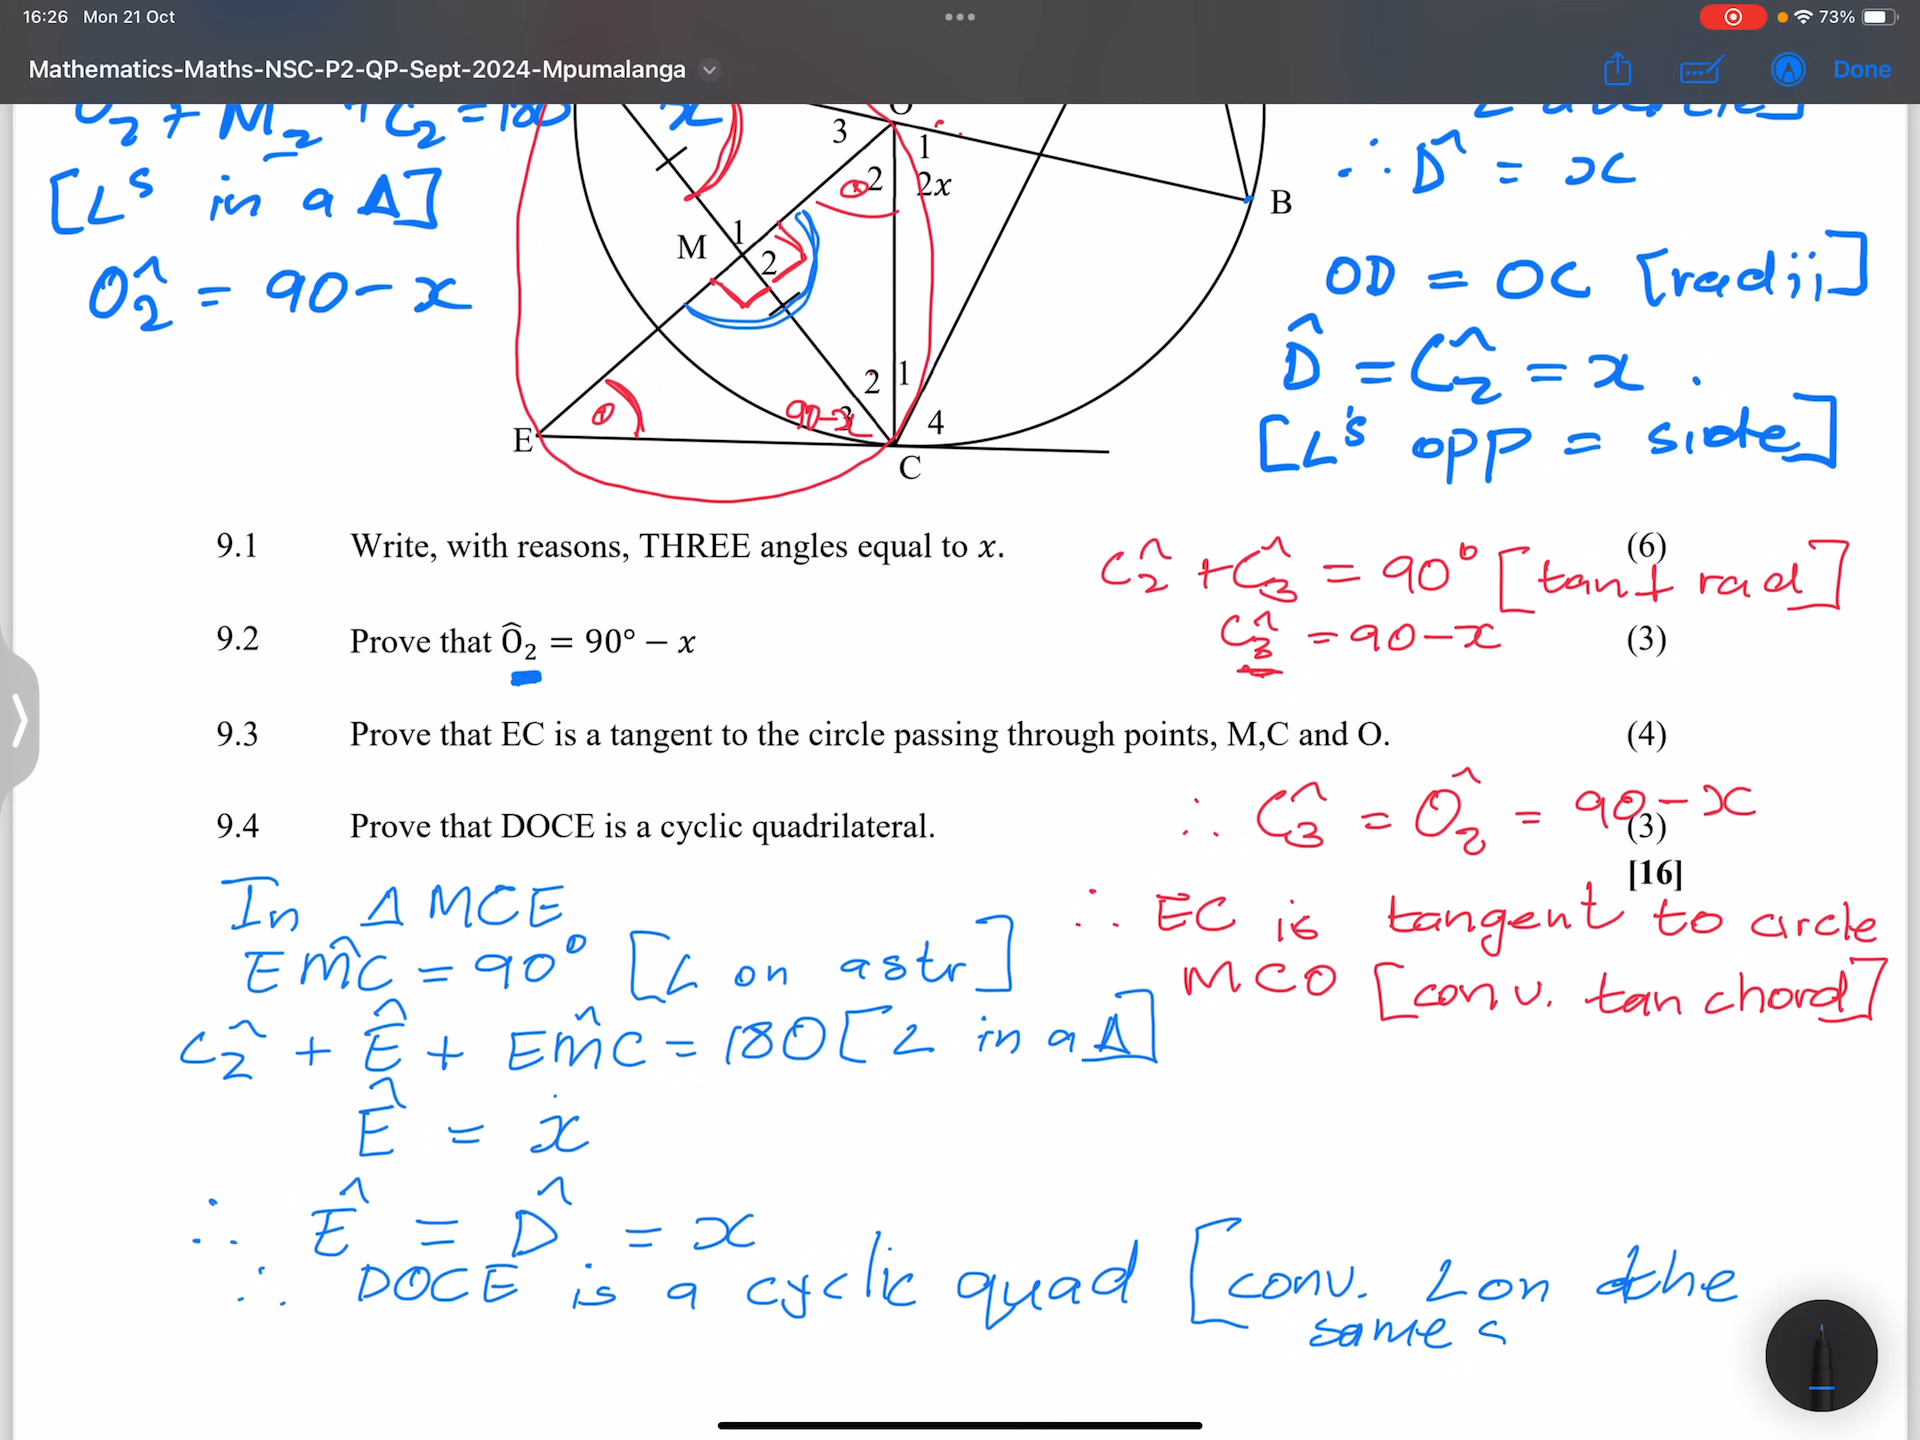 16:26 Mon 21 Oct
73%
Mathematics-Maths-NSC-P2-QP-Sept-2024-Mpumalanga
Done
O₂ + M₂ + C₂ = 180
[∠s in a Δ]
Ô₂ = 90 - x
x
3
O
1
2
2x
B
M
1
2
2
1
90-x
4
E
C
∴ D̂ = x
OD = OC [radii]
D̂ = Ĉ₂ = x .
[∠'s opp = side]
9.1 Write, with reasons, THREE angles equal to x. (6)
Ĉ₂ + Ĉ₃ = 90° [tan ⊥ rad]
Ĉ₃ = 90 - x
9.2 Prove that Ô₂ = 90° − x (3)
9.3 Prove that EC is a tangent to the circle passing through points, M,C and O. (4)
9.4 Prove that DOCE is a cyclic quadrilateral. (3)
[16]
∴ Ĉ₃ = Ô₂ = 90 - x
∴ EC is tangent to circle
MCO [conv. tan chord]
In Δ MCE
EM̂C = 90° [∠ on a str]
Ĉ₂ + Ê + EM̂C = 180 [∠ in a Δ]
Ê = x
∴ Ê = D̂ = x
∴ DOCE is a cyclic quad [conv. ∠ on the
same s